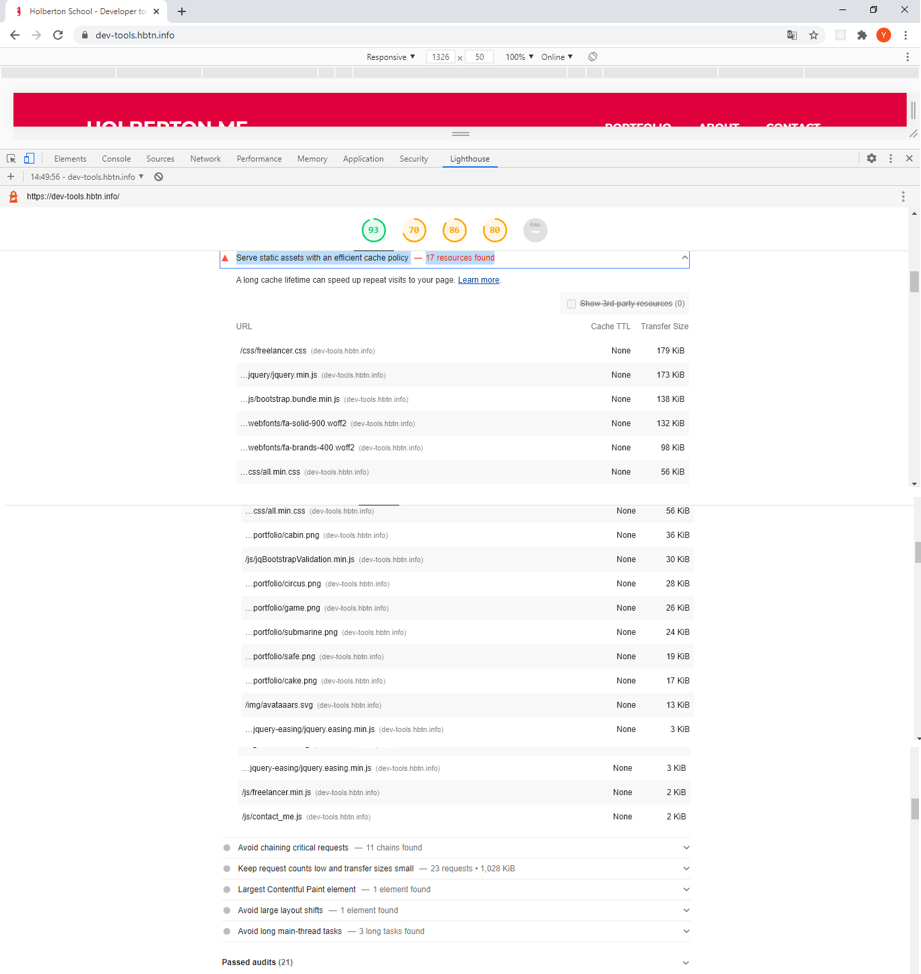 Holberton School - Developer to
dev-tools.hbtn.info
Y
Responsive 1326 x 50 100% Online
HOLBERTON ME PORTFOLIO ABOUT CONTACT
Elements Console Sources Network Performance Memory Application Security Lighthouse
14:49:56 - dev-tools.hbtn.info
https://dev-tools.hbtn.info/
93 70 86 80 PWA —
Serve static assets with an efficient cache policy — 17 resources found
A long cache lifetime can speed up repeat visits to your page. Learn more.
Show 3rd-party resources (0)
URL Cache TTL Transfer Size
/css/freelancer.css (dev-tools.hbtn.info) None 179 KiB
…jquery/jquery.min.js (dev-tools.hbtn.info) None 173 KiB
…js/bootstrap.bundle.min.js (dev-tools.hbtn.info) None 138 KiB
…webfonts/fa-solid-900.woff2 (dev-tools.hbtn.info) None 132 KiB
…webfonts/fa-brands-400.woff2 (dev-tools.hbtn.info) None 98 KiB
…css/all.min.css (dev-tools.hbtn.info) None 56 KiB
…css/all.min.css (dev-tools.hbtn.info) None 56 KiB
…portfolio/cabin.png (dev-tools.hbtn.info) None 36 KiB
/js/jqBootstrapValidation.min.js (dev-tools.hbtn.info) None 30 KiB
…portfolio/circus.png (dev-tools.hbtn.info) None 28 KiB
…portfolio/game.png (dev-tools.hbtn.info) None 26 KiB
…portfolio/submarine.png (dev-tools.hbtn.info) None 24 KiB
…portfolio/safe.png (dev-tools.hbtn.info) None 19 KiB
…portfolio/cake.png (dev-tools.hbtn.info) None 17 KiB
/img/avataaars.svg (dev-tools.hbtn.info) None 13 KiB
…jquery-easing/jquery.easing.min.js (dev-tools.hbtn.info) None 3 KiB
…jquery-easing/jquery.easing.min.js (dev-tools.hbtn.info) None 3 KiB
/js/freelancer.min.js (dev-tools.hbtn.info) None 2 KiB
/js/contact_me.js (dev-tools.hbtn.info) None 2 KiB
Avoid chaining critical requests — 11 chains found
Keep request counts low and transfer sizes small — 23 requests • 1,028 KiB
Largest Contentful Paint element — 1 element found
Avoid large layout shifts — 1 element found
Avoid long main-thread tasks — 3 long tasks found
Passed audits (21)